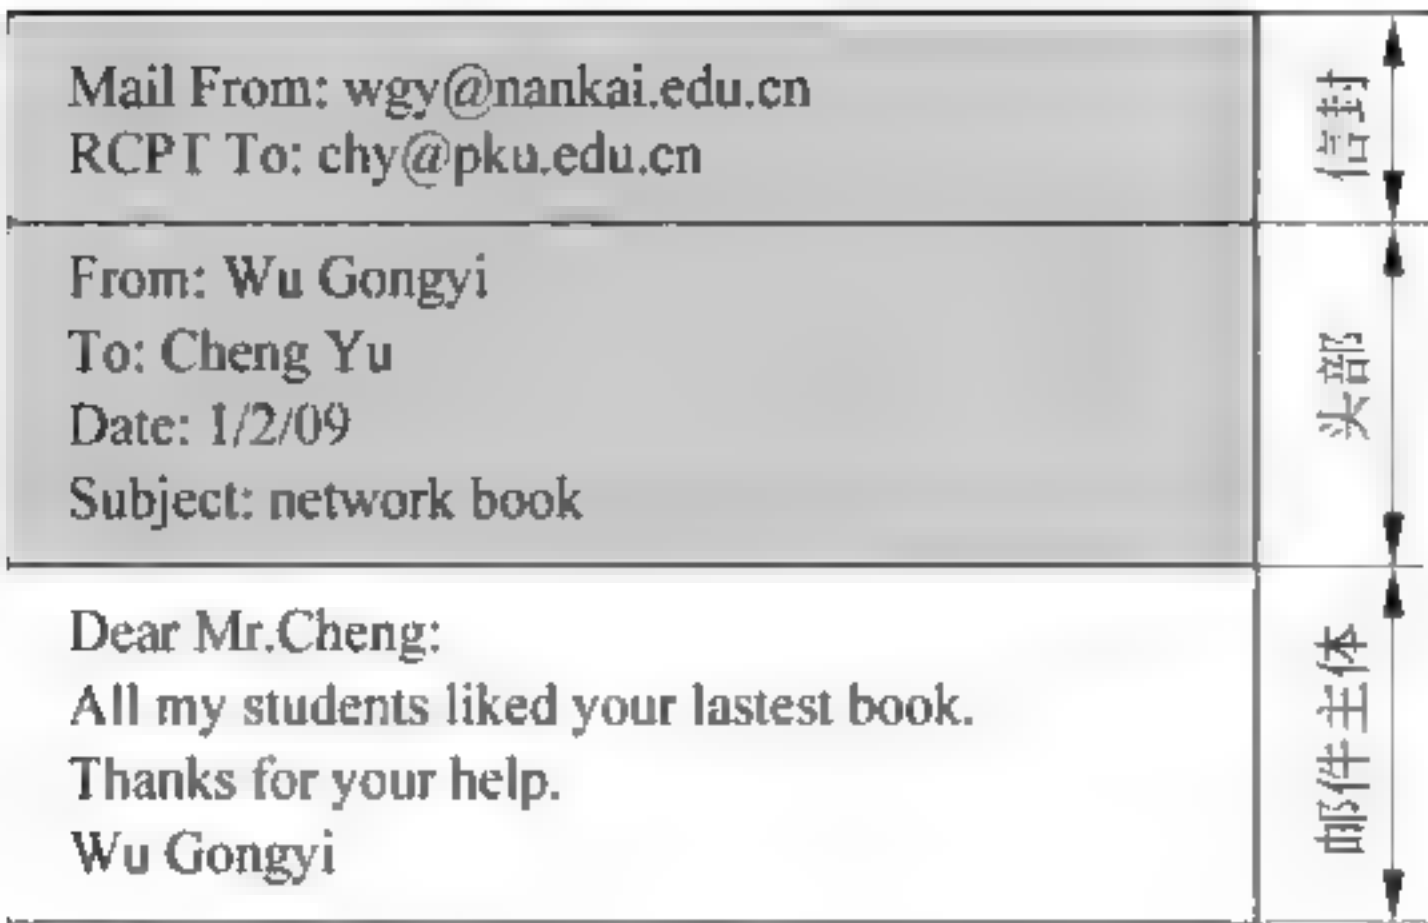 Mail From: wgy@nankai.edu.cn
RCPT To: chy@pku.edu.cn
信封
From: Wu Gongyi
To: Cheng Yu
Date: 1/2/09
Subject: network book
头部
Dear Mr.Cheng:
All my students liked your lastest book.
Thanks for your help.
Wu Gongyi
邮件主体